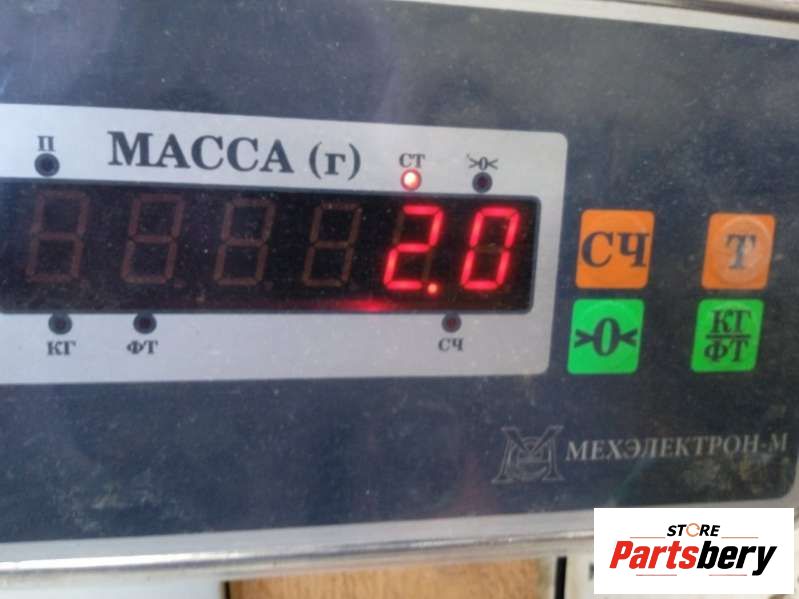 П
МАССА (г)
СТ
>0<
2.0
КГ
ФТ
СЧ
СЧ
Т
>0<
КГ
ФТ
МЕХЭЛЕКТРОН-М
STORE
Partsbery